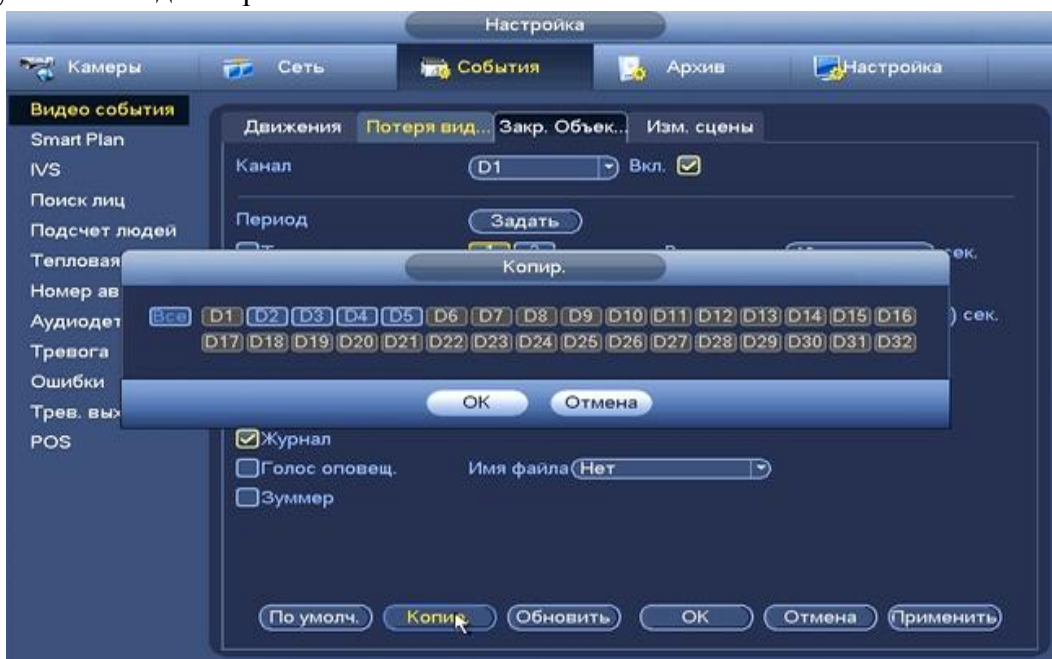 Настройка
Камеры Сеть События Архив Настройка
Видео события
Smart Plan
IVS
Поиск лиц
Подсчет людей
Тепловая
Номер ав
Аудиодет
Тревога
Ошибки
Трев. вых
POS
Движения Потеря вид... Закр. Объек... Изм. сцены
Канал D1 Вкл.
Период Задать
сек.
Копир.
Все D1 D2 D3 D4 D5 D6 D7 D8 D9 D10 D11 D12 D13 D14 D15 D16
) сек.
D17 D18 D19 D20 D21 D22 D23 D24 D25 D26 D27 D28 D29 D30 D31 D32
OK Отмена
Журнал
Голос оповещ. Имя файла Нет
Зуммер
По умолч. Копир. Обновить OK Отмена Применить